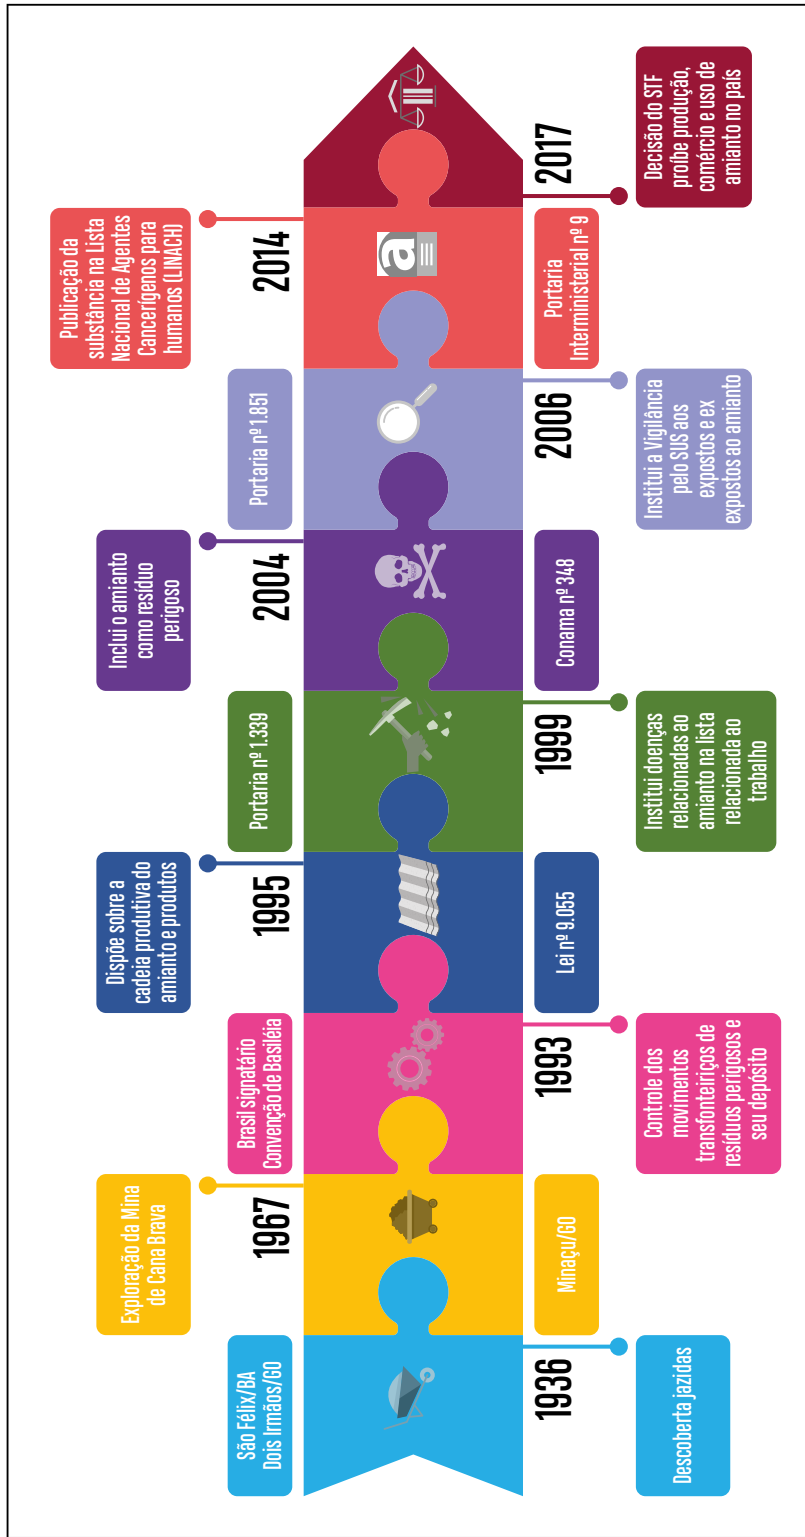 São Félix/BA
Dois Irmãos/GO
1936
Descoberta jazidas
Exploração da Mina
de Cana Brava
1967
Minaçu/GO
Brasil signatário
Convenção de Basiléia
1993
Controle dos
movimentos
transfonteiriços de
resíduos perigosos e
seu depósito
Dispõe sobre a
cadeia produtiva do
amianto e produtos
1995
Lei nº 9.055
Portaria nº 1.339
1999
Institui doenças
relacionadas ao
amianto na lista
relacionada ao
trabalho
Inclui o amianto
como resíduo
perigoso
2004
Conama nº 348
Portaria nº 1.851
2006
Institui a Vigilância
pelo SUS aos
expostos e ex
expostos ao amianto
Publicação da
substância na Lista
Nacional de Agentes
Cancerígenos para
humanos (LINACH)
2014
a
Portaria
Interministerial nº 9
2017
Decisão do STF
proíbe produção,
comércio e uso de
amianto no país